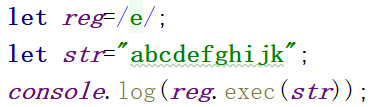 let reg=/e/;
let str="abcdefghijk";
console.log(reg.exec(str));